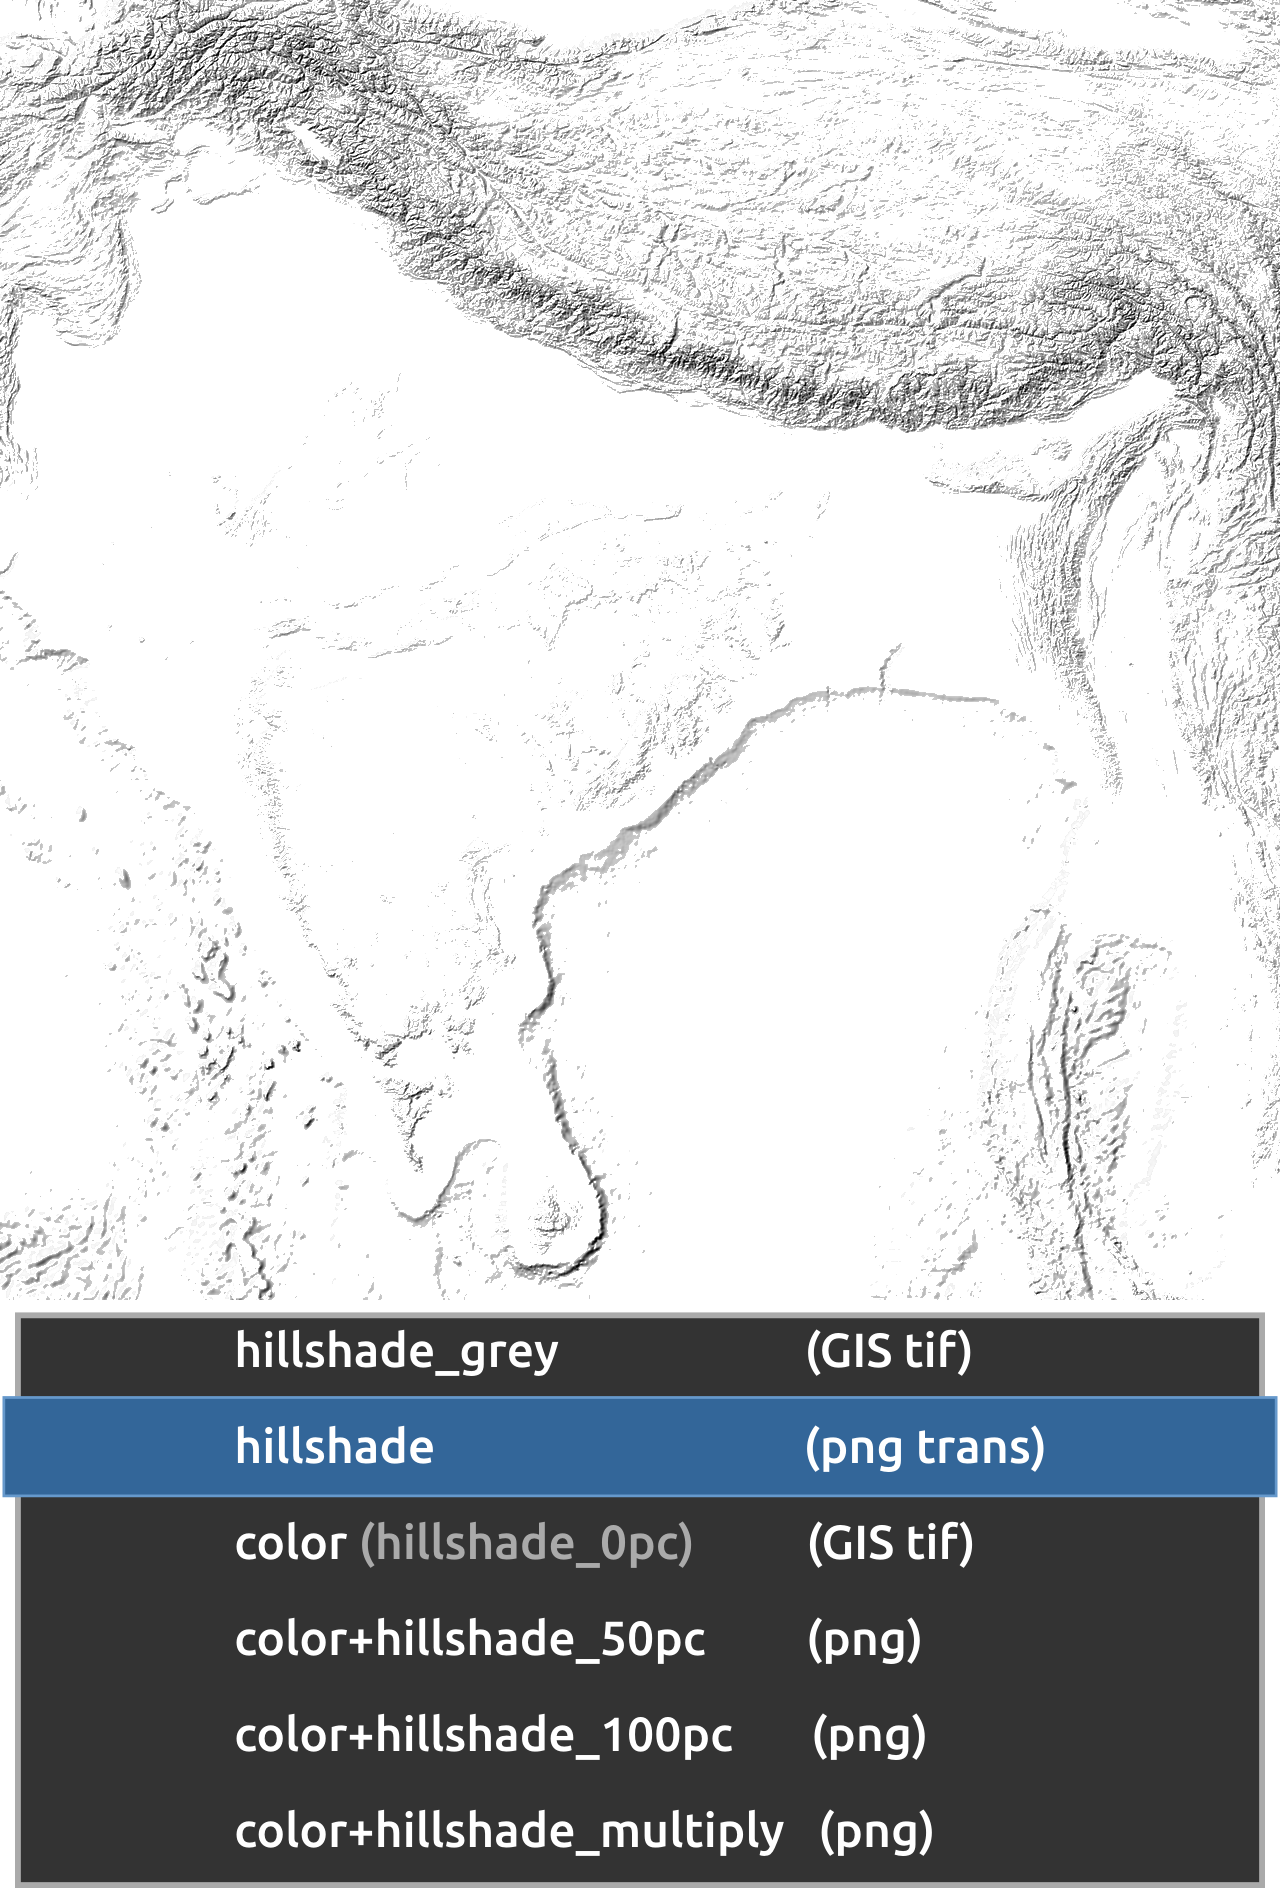 hillshade_grey (GIS tif)
hillshade (png trans)
color (hillshade_0pc) (GIS tif)
color+hillshade_50pc (png)
color+hillshade_100pc (png)
color+hillshade_multiply (png)